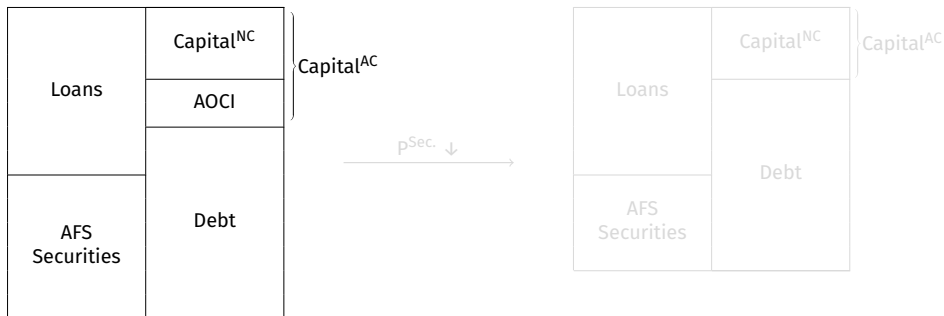 Loans
AFS
Securities
Capital^NC
AOCI
Debt
Capital^AC
P^Sec. ↓
Loans
AFS
Securities
Capital^NC
Debt
Capital^AC